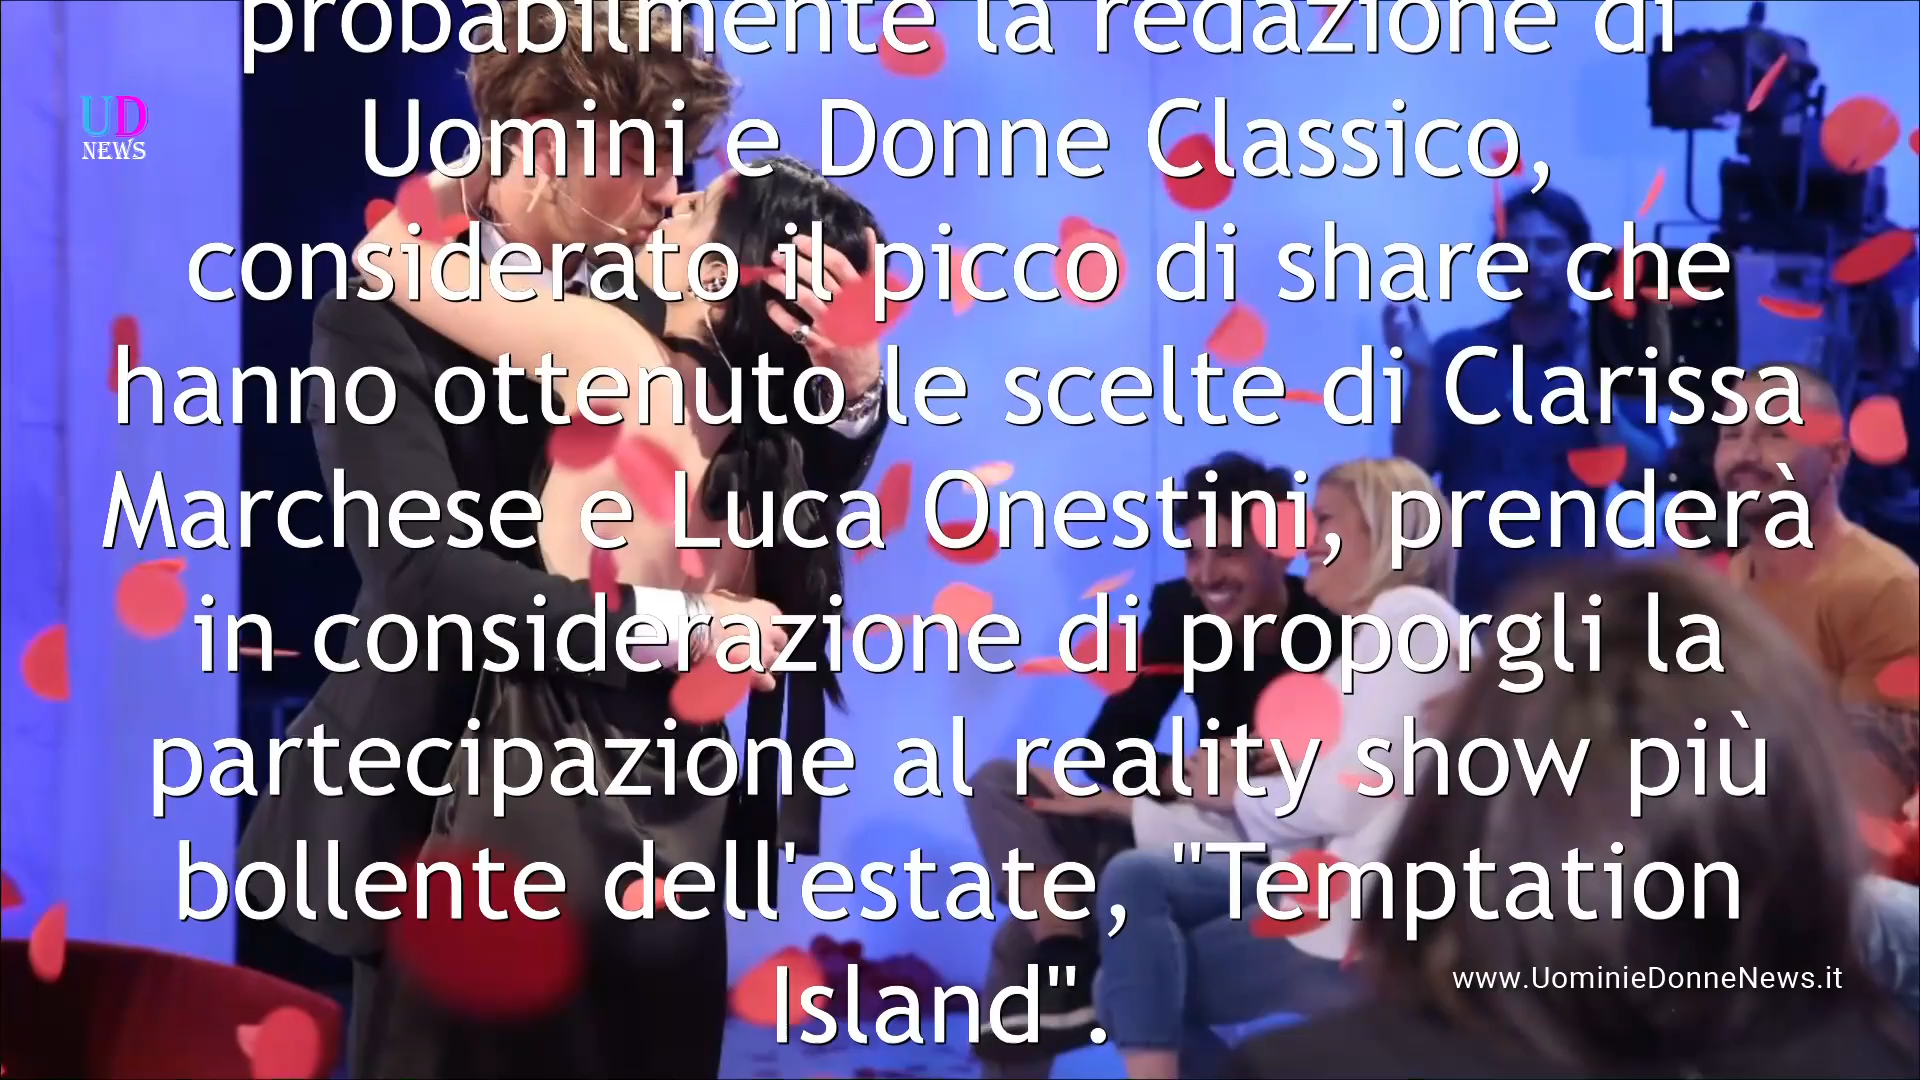 probabilmente la redazione di
UD
NEWS
Uomini e Donne Classico,
considerato il picco di share che
hanno ottenuto le scelte di Clarissa
Marchese e Luca Onestini, prenderà
in considerazione di proporgli la
partecipazione al reality show più
bollente dell'estate, "Temptation
Island".
www.UominieDonneNews.it